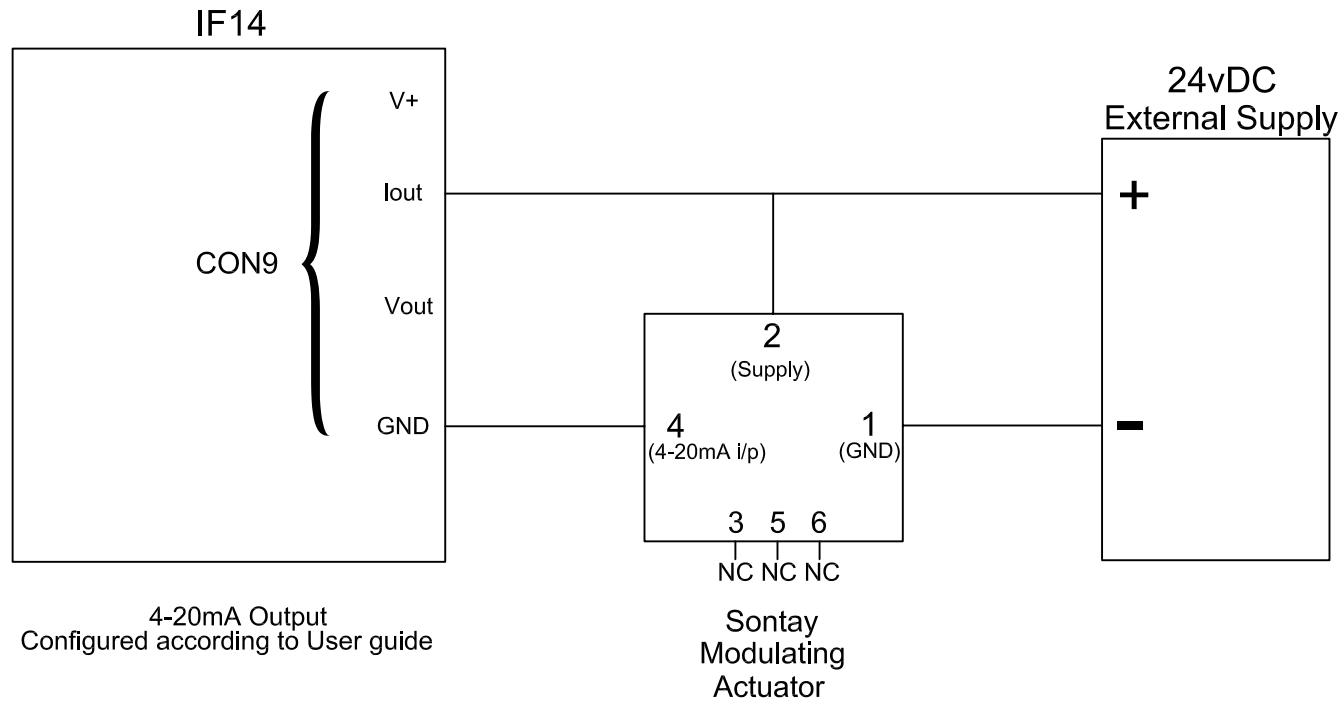 IF14
V+
Iout
CON9
Vout
GND
24vDC
External Supply
+
-
2
(Supply)
4
(4-20mA i/p)
1
(GND)
3 5 6
NC NC NC
4-20mA Output
Configured according to User guide
Sontay
Modulating
Actuator